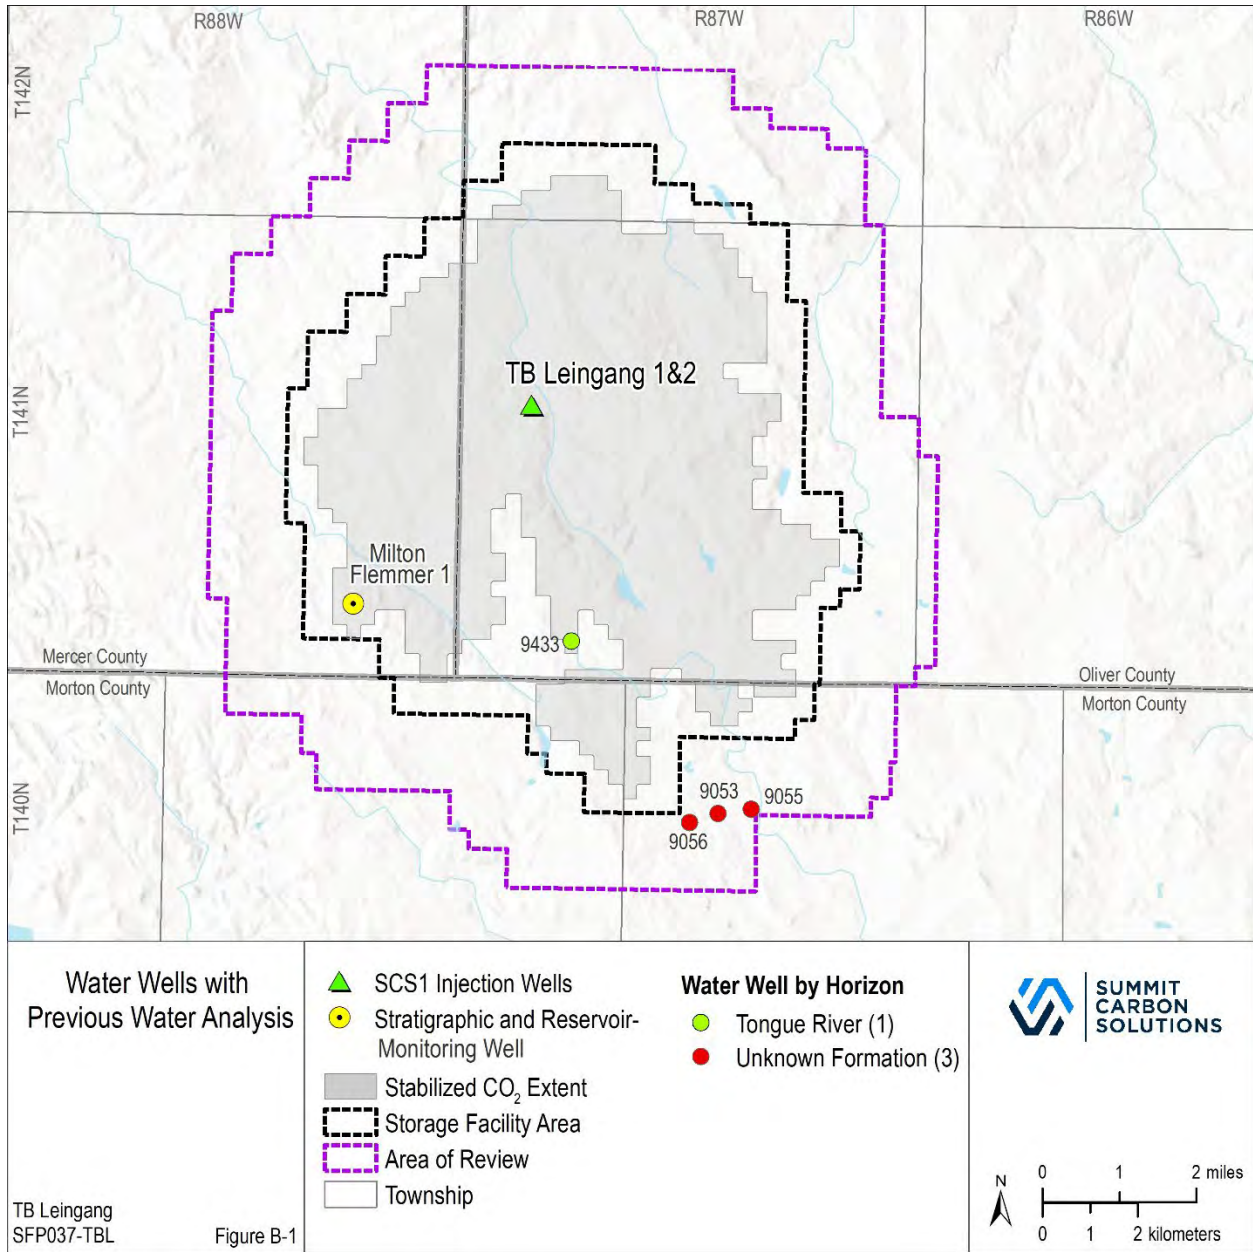 R88W
R87W
R86W
T142N
T141N
T140N
TB Leingang 1&2
Milton
Flemmer 1
9433
Mercer County
Morton County
Oliver County
Morton County
9053
9055
9056
Water Wells with
Previous Water Analysis
TB Leingang
SFP037-TBL
Figure B-1
SCS1 Injection Wells
Stratigraphic and Reservoir-
Monitoring Well
Stabilized CO₂ Extent
Storage Facility Area
Area of Review
Township
Water Well by Horizon
Tongue River (1)
Unknown Formation (3)
SUMMIT
CARBON
SOLUTIONS
N
0 1 2 miles
0 1 2 kilometers